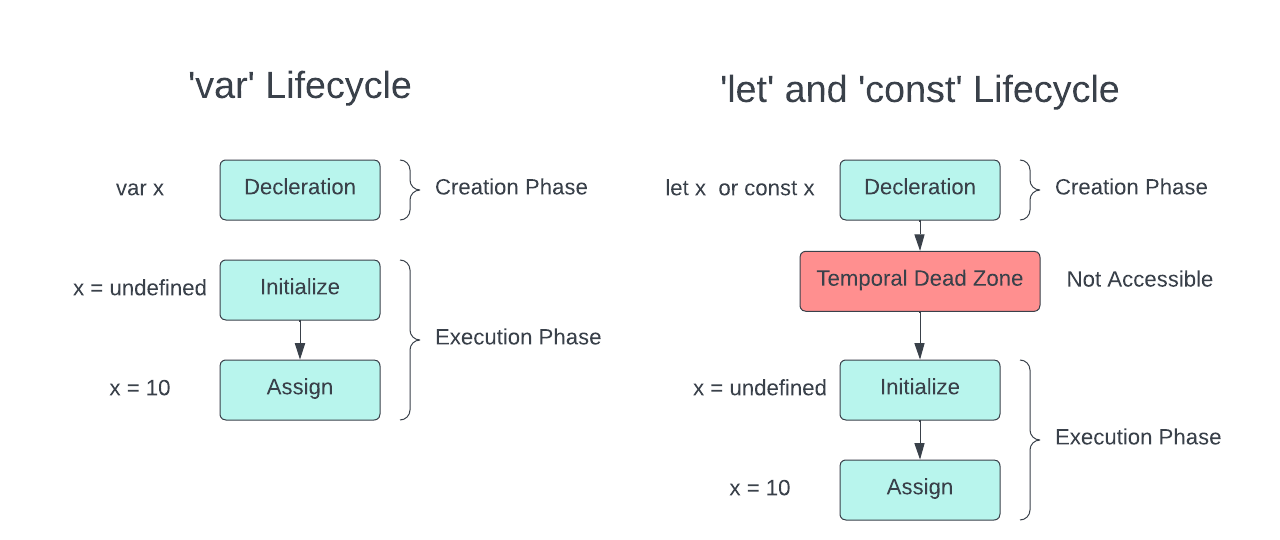 'var' Lifecycle
var x
Decleration
Creation Phase
x = undefined
Initialize
Execution Phase
x = 10
Assign
'let' and 'const' Lifecycle
let x  or const x
Decleration
Creation Phase
Temporal Dead Zone
Not Accessible
x = undefined
Initialize
Execution Phase
x = 10
Assign